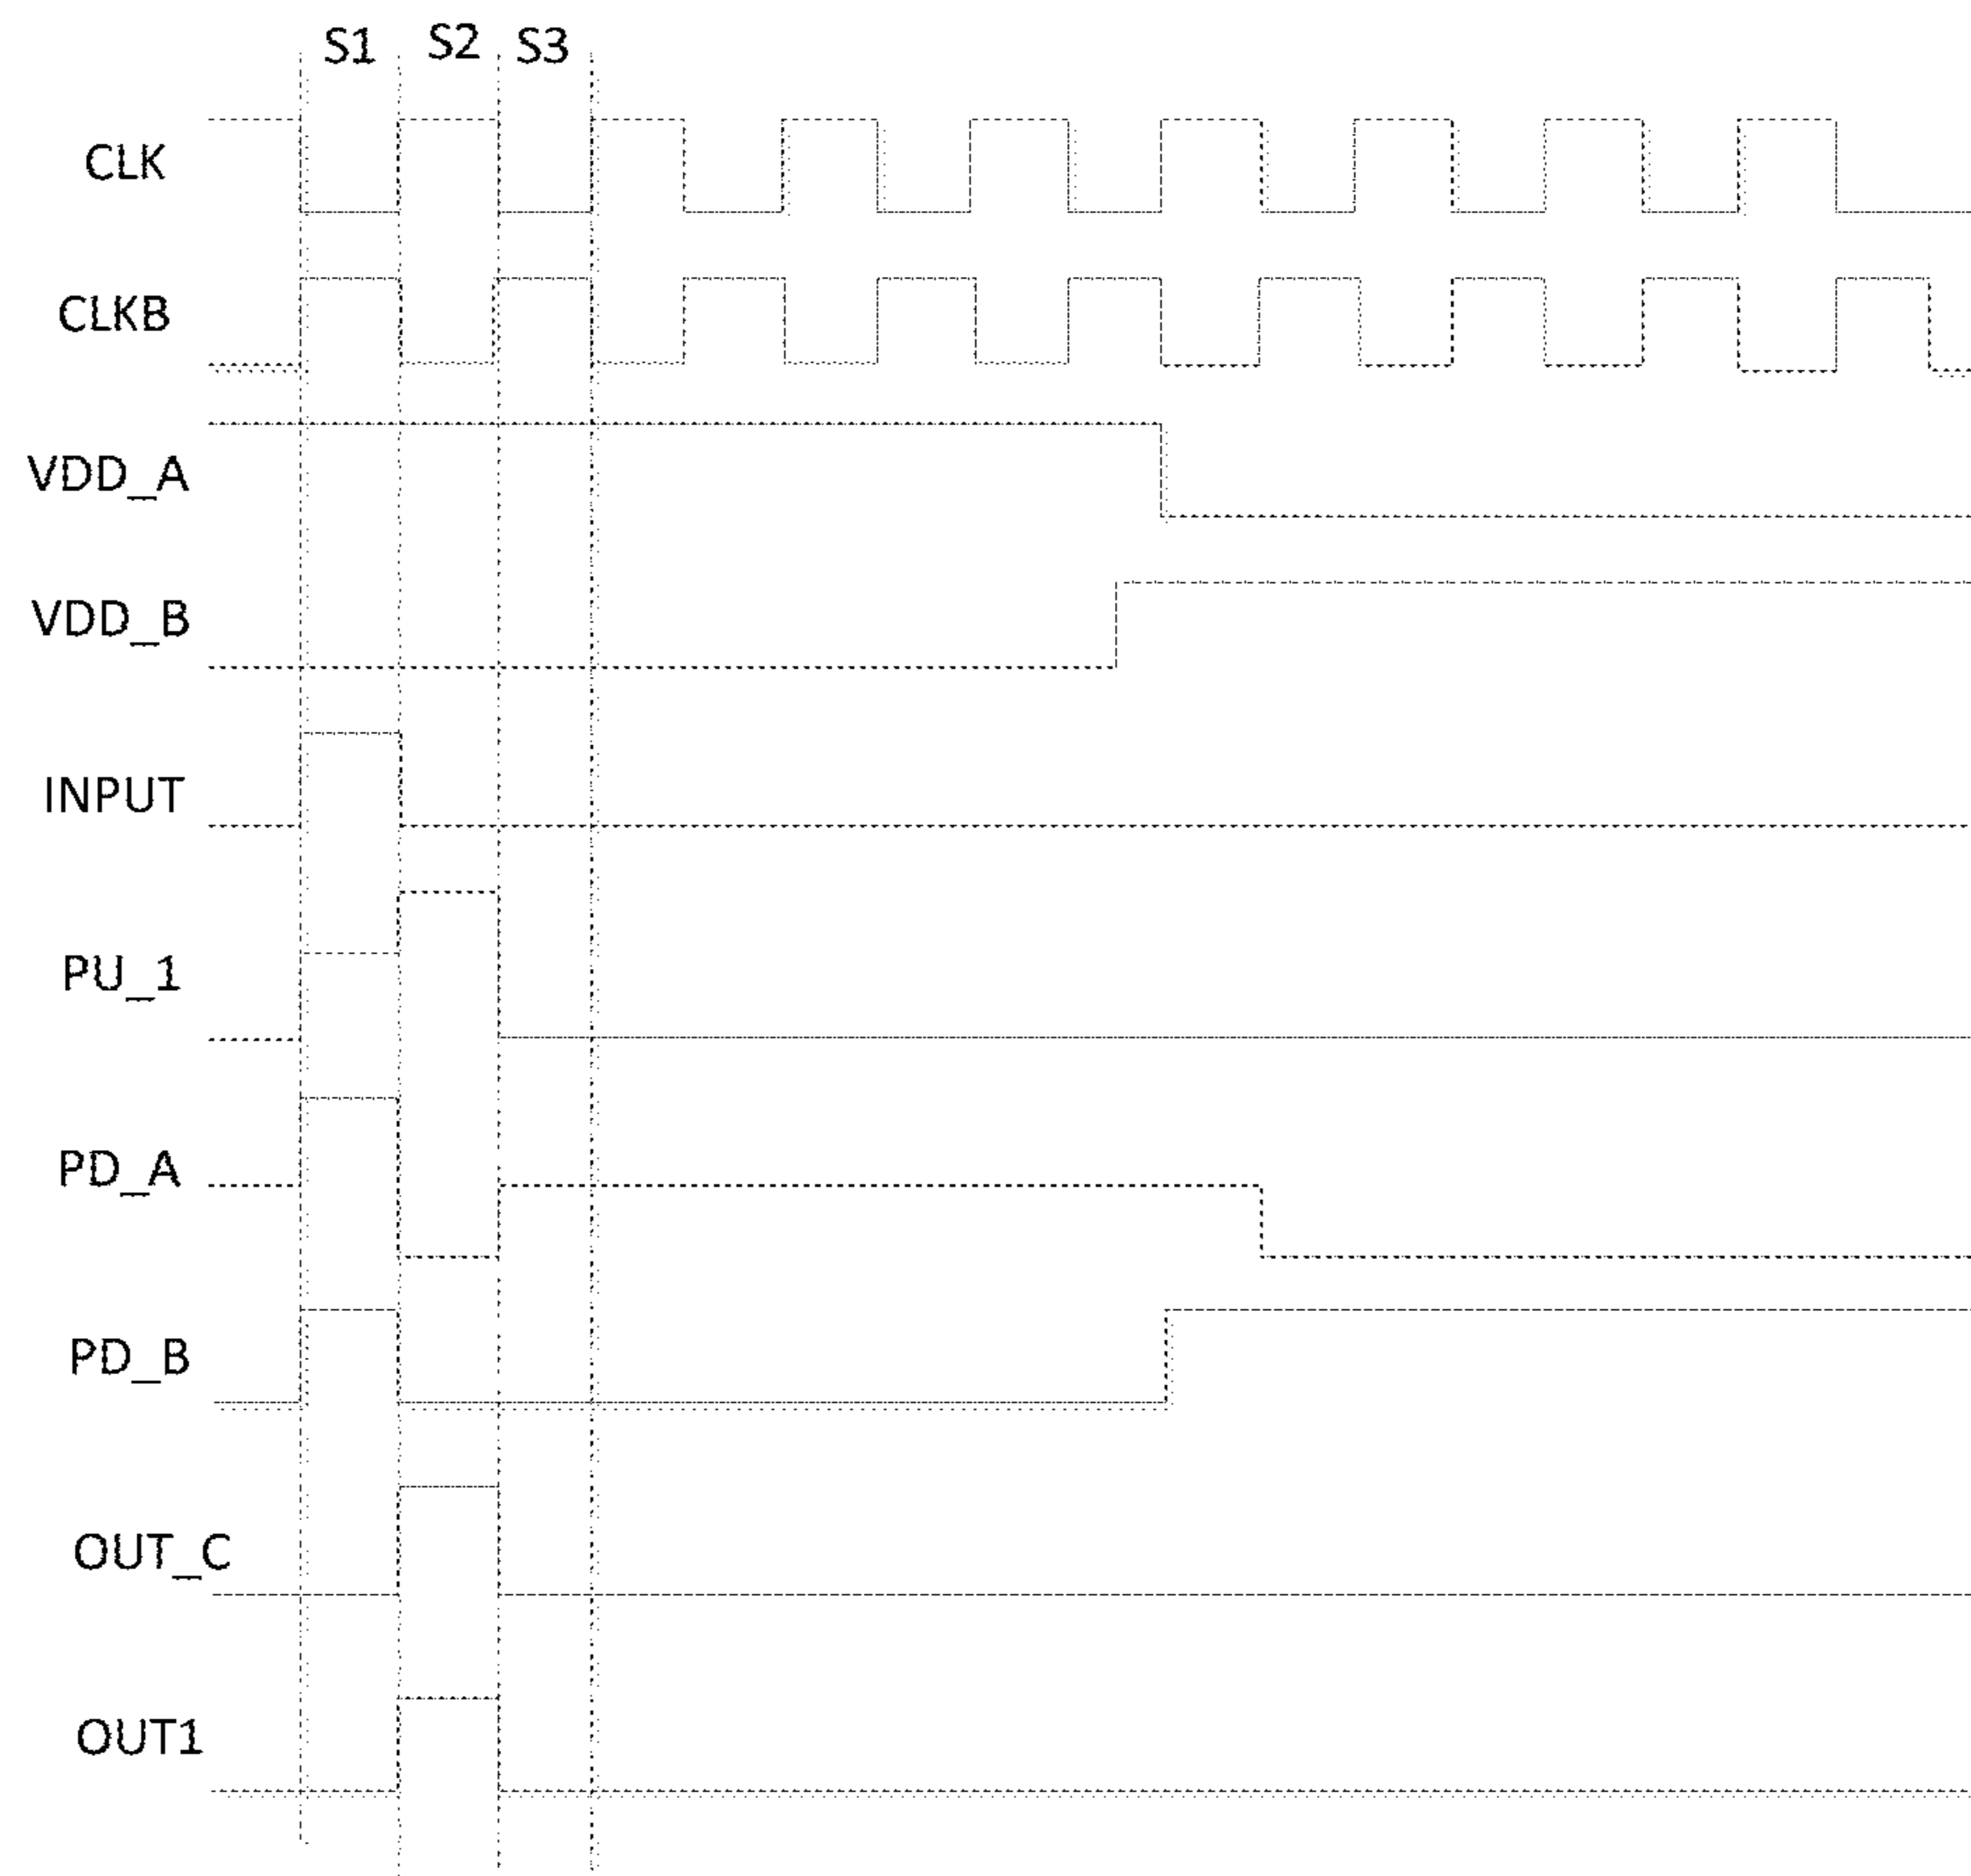 S1 S2 S3
CLK
CLKB
VDD_A
VDD_B
INPUT
PU_1
PD_A
PD_B
OUT_C
OUT1